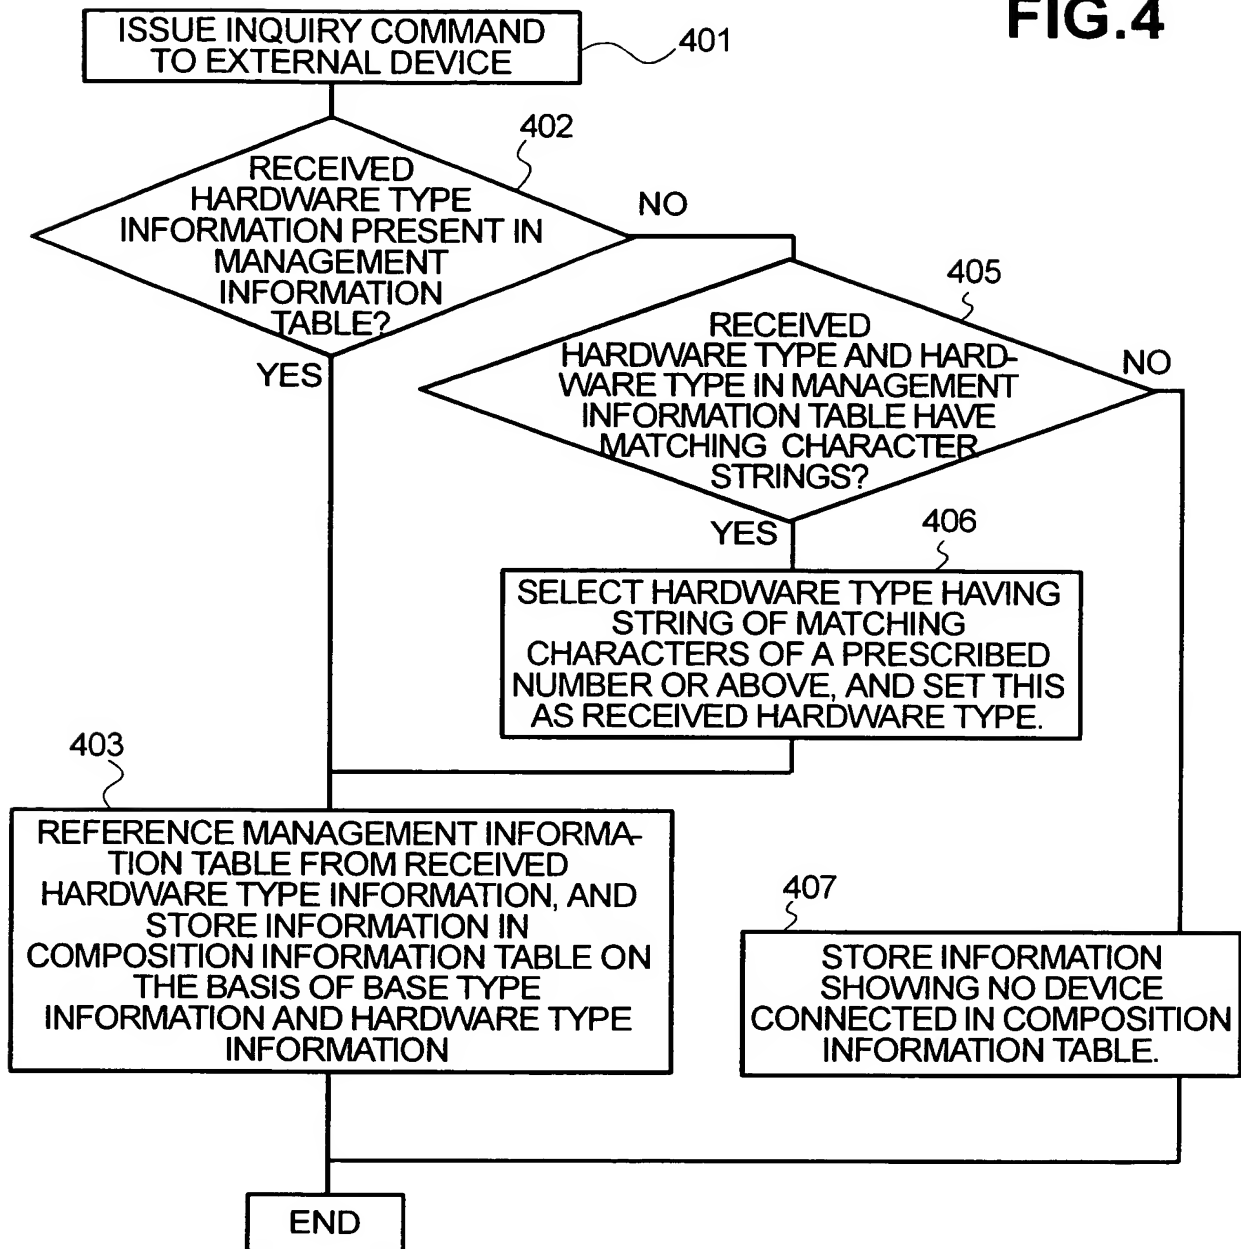 FIG.4
ISSUE INQUIRY COMMAND
TO EXTERNAL DEVICE
401
402
RECEIVED
HARDWARE TYPE
INFORMATION PRESENT IN
MANAGEMENT
INFORMATION
TABLE?
NO
YES
405
RECEIVED
HARDWARE TYPE AND HARD-
WARE TYPE IN MANAGEMENT
INFORMATION TABLE HAVE
MATCHING CHARACTER
STRINGS?
NO
YES
406
SELECT HARDWARE TYPE HAVING
STRING OF MATCHING
CHARACTERS OF A PRESCRIBED
NUMBER OR ABOVE, AND SET THIS
AS RECEIVED HARDWARE TYPE.
403
REFERENCE MANAGEMENT INFORMA-
TION TABLE FROM RECEIVED
HARDWARE TYPE INFORMATION, AND
STORE INFORMATION IN
COMPOSITION INFORMATION TABLE ON
THE BASIS OF BASE TYPE
INFORMATION AND HARDWARE TYPE
INFORMATION
407
STORE INFORMATION
SHOWING NO DEVICE
CONNECTED IN COMPOSITION
INFORMATION TABLE.
END